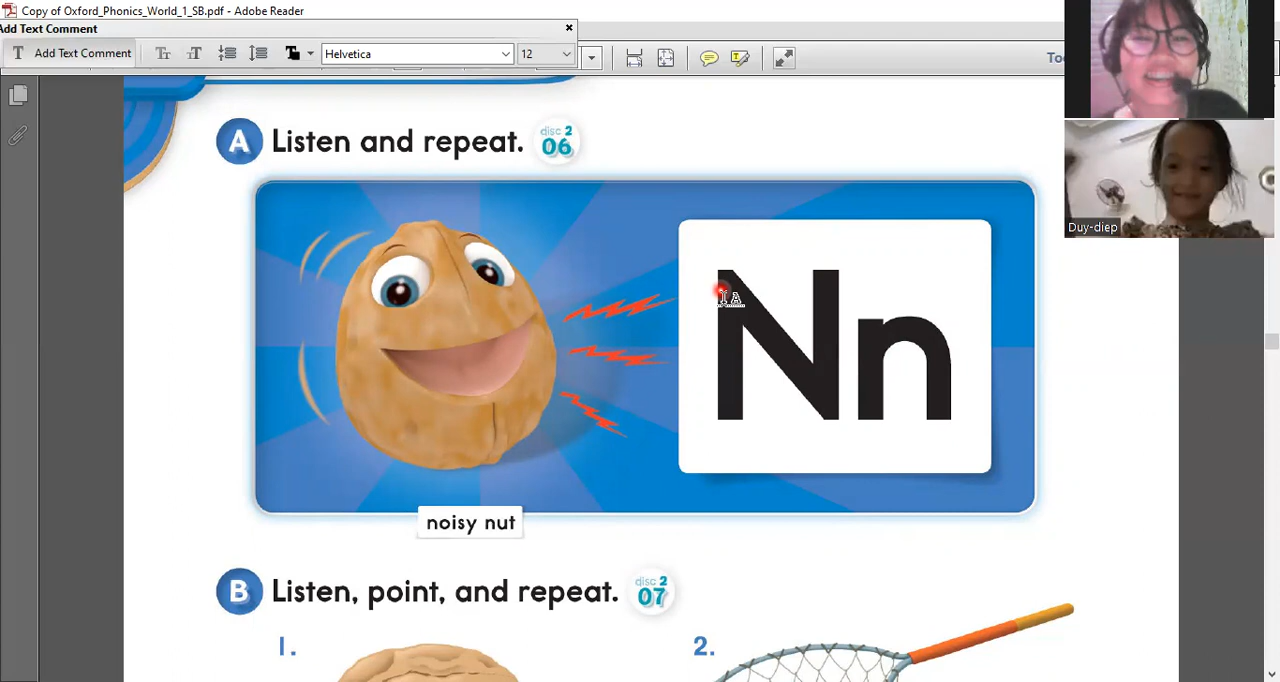 Copy of Oxford_Phonics_World_1_SB.pdf - Adobe Reader
Add Text Comment
T Add Text Comment Helvetica 12
A Listen and repeat. disc 2 06
Duy-diep
Nn
noisy nut
B Listen, point, and repeat. disc 2 07
1. 2.